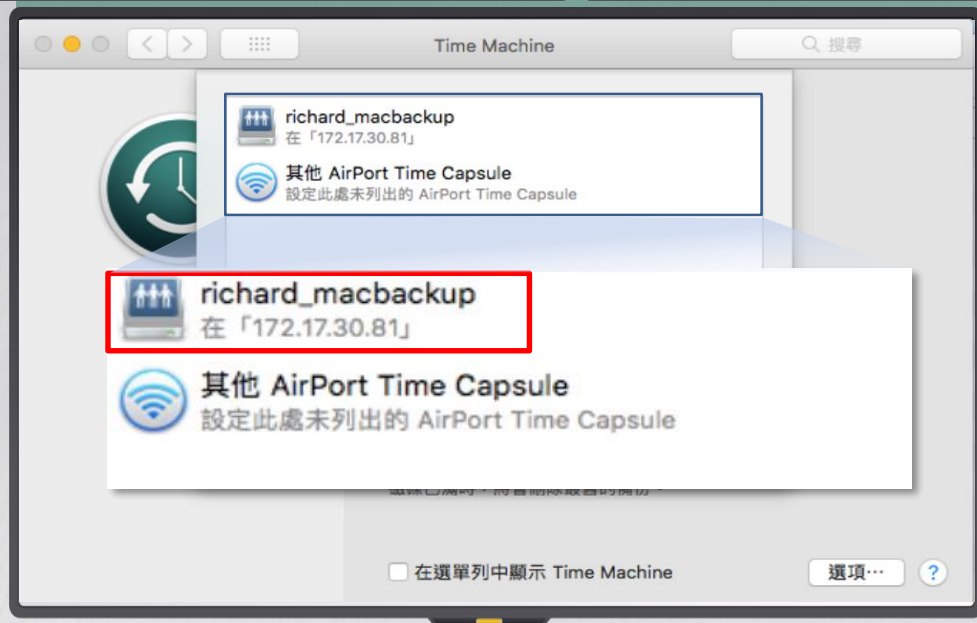 Time Machine
搜尋
richard_macbackup
在「172.17.30.81」
其他 AirPort Time Capsule
設定此處未列出的 AirPort Time Capsule
richard_macbackup
在「172.17.30.81」
其他 AirPort Time Capsule
設定此處未列出的 AirPort Time Capsule
在選單列中顯示 Time Machine
選項⋯
?